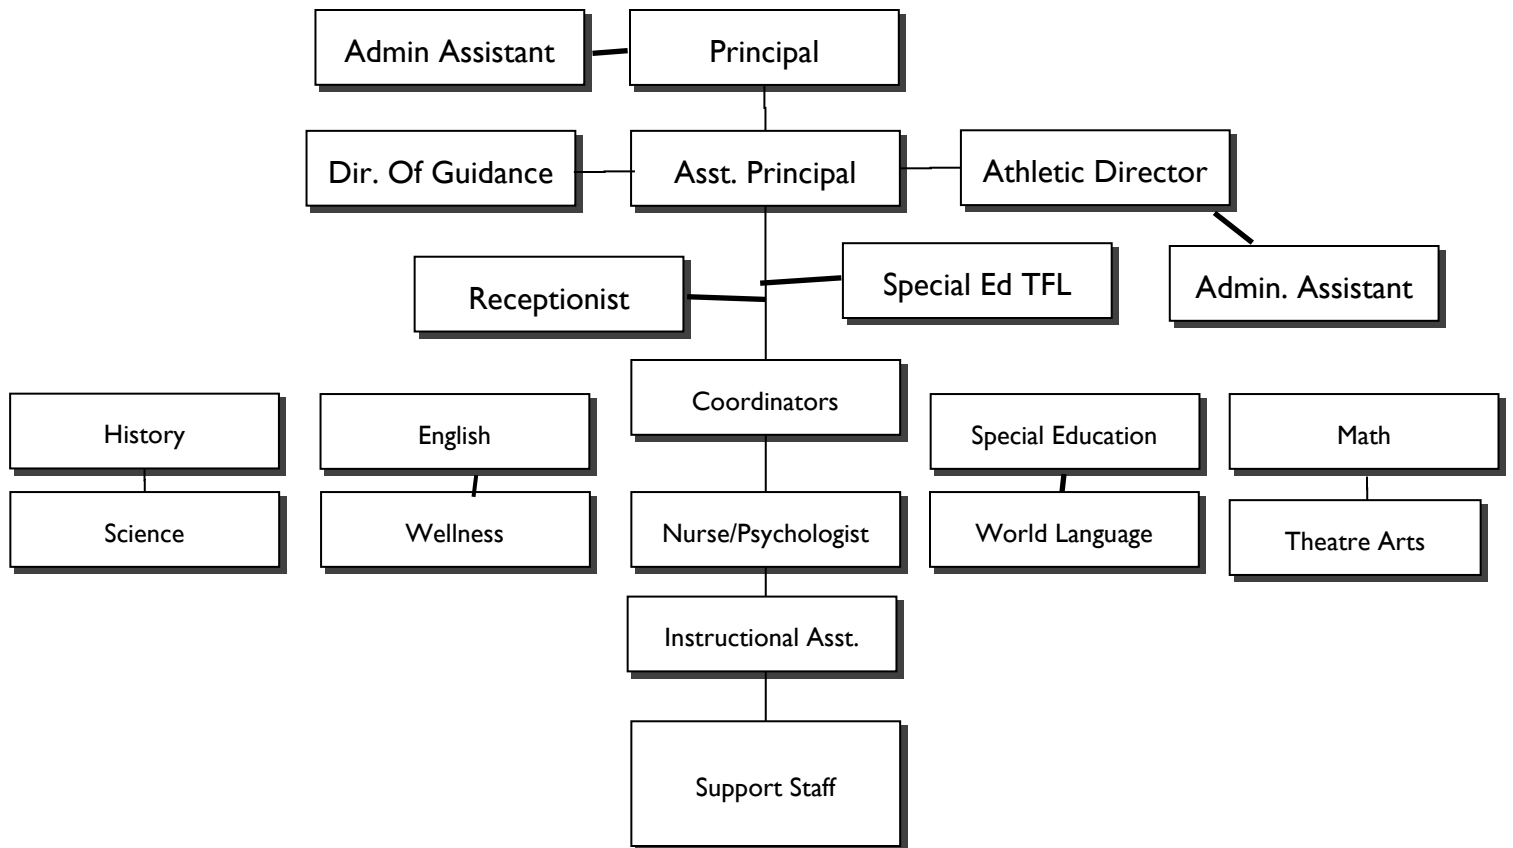 Admin Assistant
Principal
Dir. Of Guidance
Asst. Principal
Athletic Director
Receptionist
Special Ed TFL
Admin. Assistant
Coordinators
History
English
Special Education
Math
Science
Wellness
Nurse/Psychologist
World Language
Theatre Arts
Instructional Asst.
Support Staff